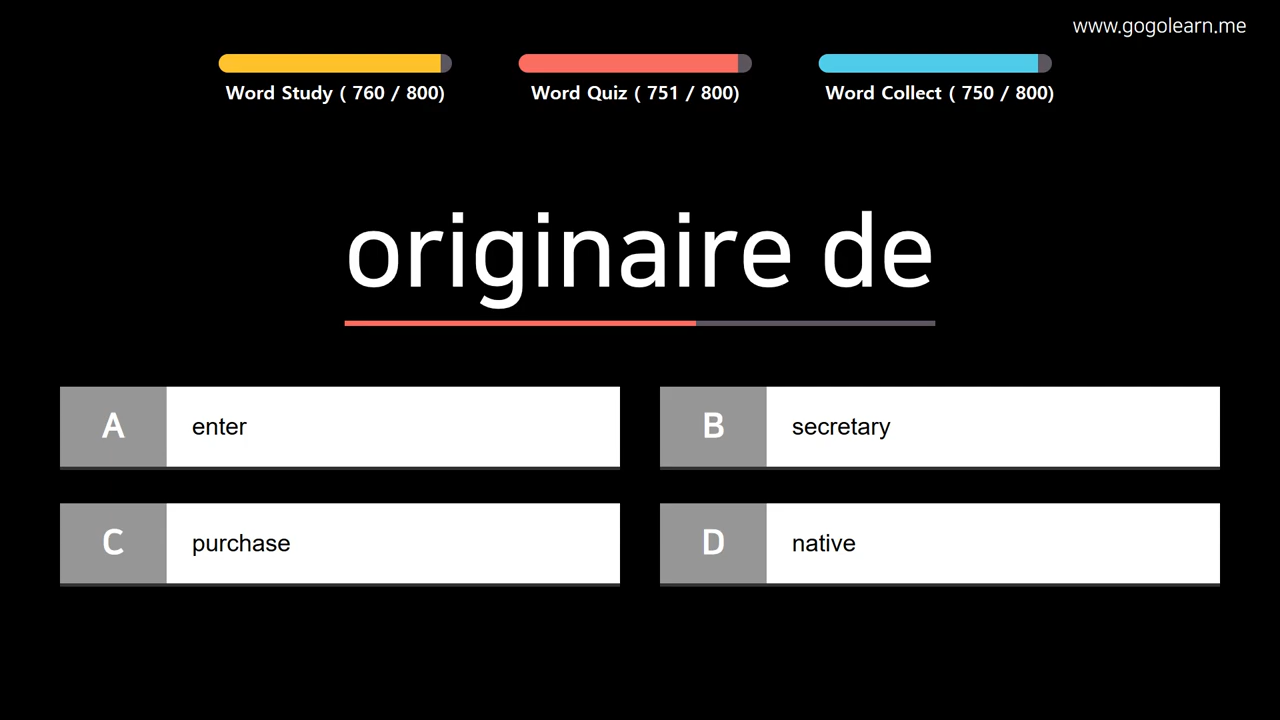 www.gogolearn.me
Word Study ( 760 / 800)
Word Quiz ( 751 / 800)
Word Collect ( 750 / 800)
originaire de
A
enter
B
secretary
C
purchase
D
native